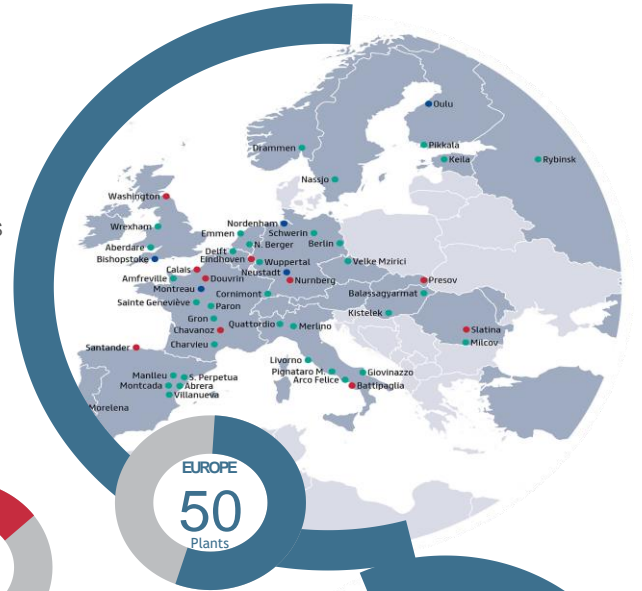 s
Oulu
Pikkala
Keila
Rybinsk
Drammen
Nassjo
Washington
Wrexham
Aberdare
Bishopstoke
Nordenham
Emmen
Schwerin
N. Berger
Berlin
Delft
Eindhoven
Wuppertal
Velke Mzirici
Calais
Neustadt
Amfreville
Douvrin
Nurnberg
Presov
Montreau
Cornimont
Balassagyarmat
Sainte Geneviève
Paron
Kistelek
Gron
Quattordio
Merlino
Chavanoz
Slatina
Charvieu
Milcov
Santander
Livorno
Manlleu
S. Perpetua
Pignataro M.
Giovinazzo
Montcada
Abrera
Arco Felice
Battipaglia
Villanueva
Morelena
EUROPE
50
Plants